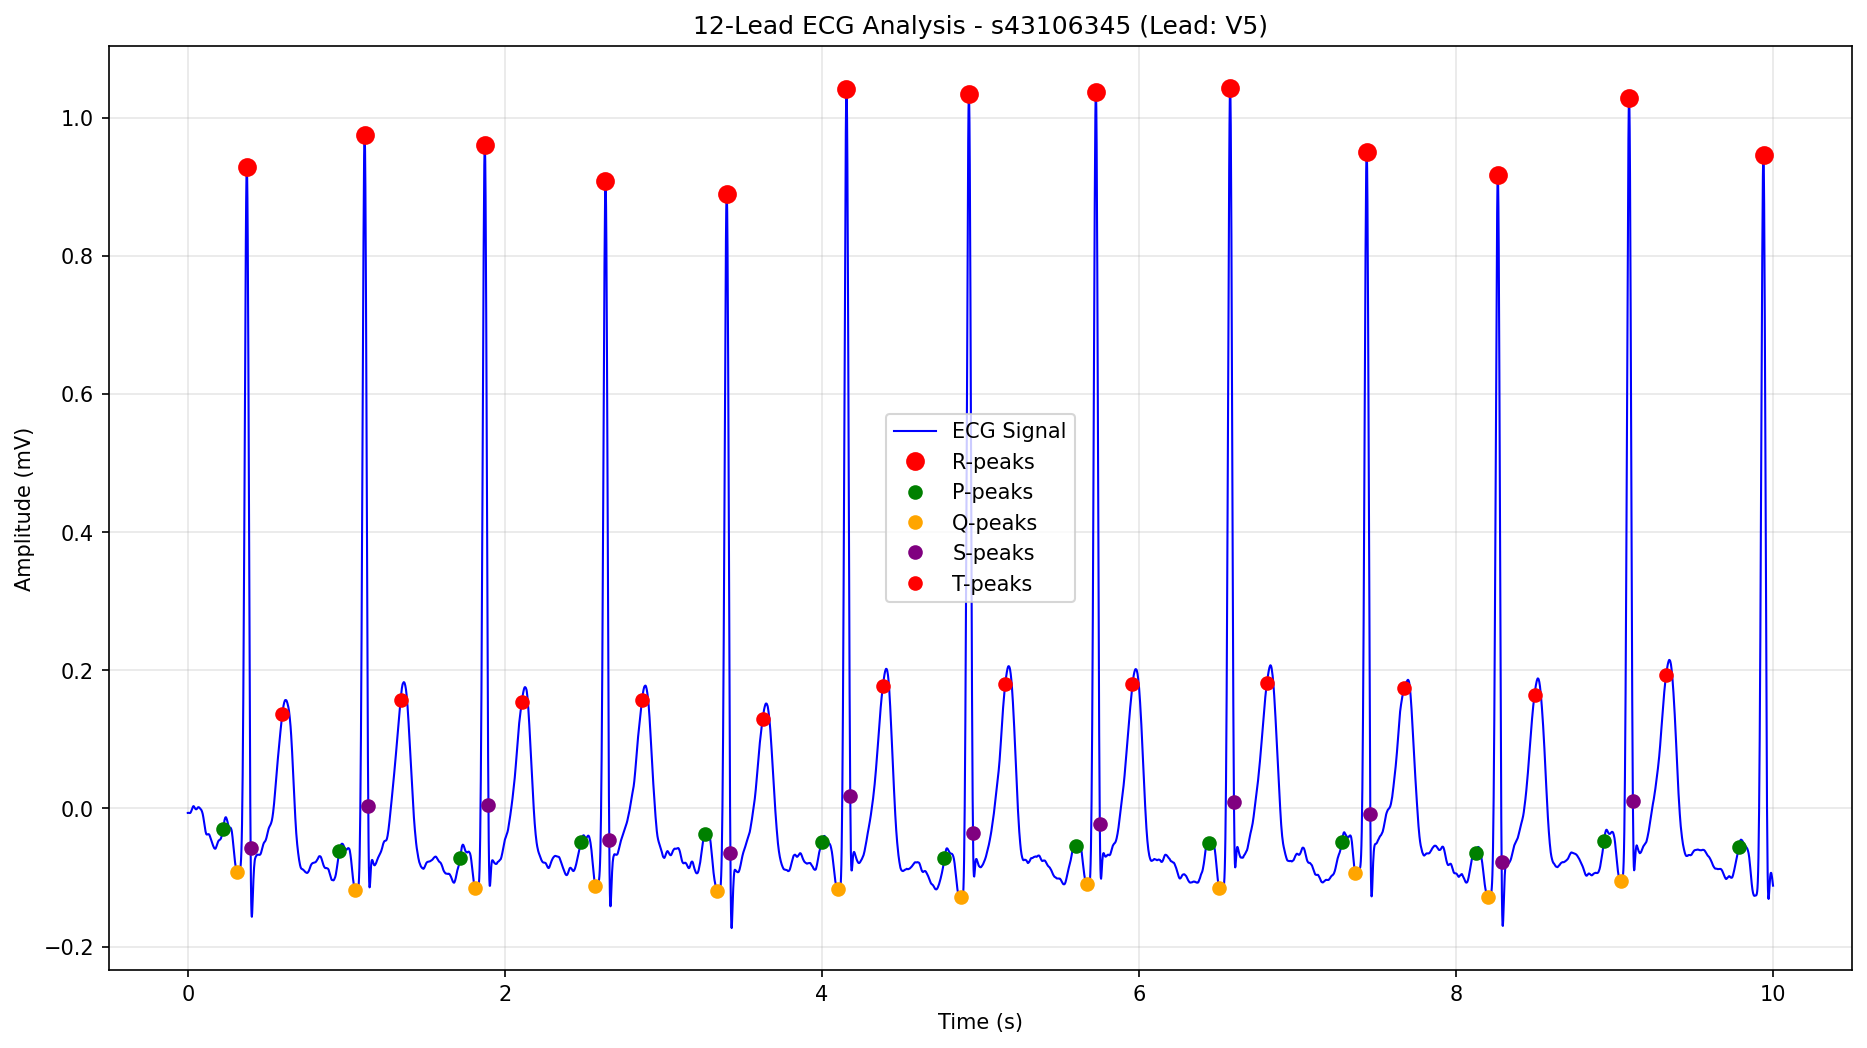 12-Lead ECG Analysis - s43106345 (Lead: V5)
Amplitude (mV)
1.0
0.8
0.6
0.4
0.2
0.0
−0.2
ECG Signal
R-peaks
P-peaks
Q-peaks
S-peaks
T-peaks
0 2 4 6 8 10
Time (s)